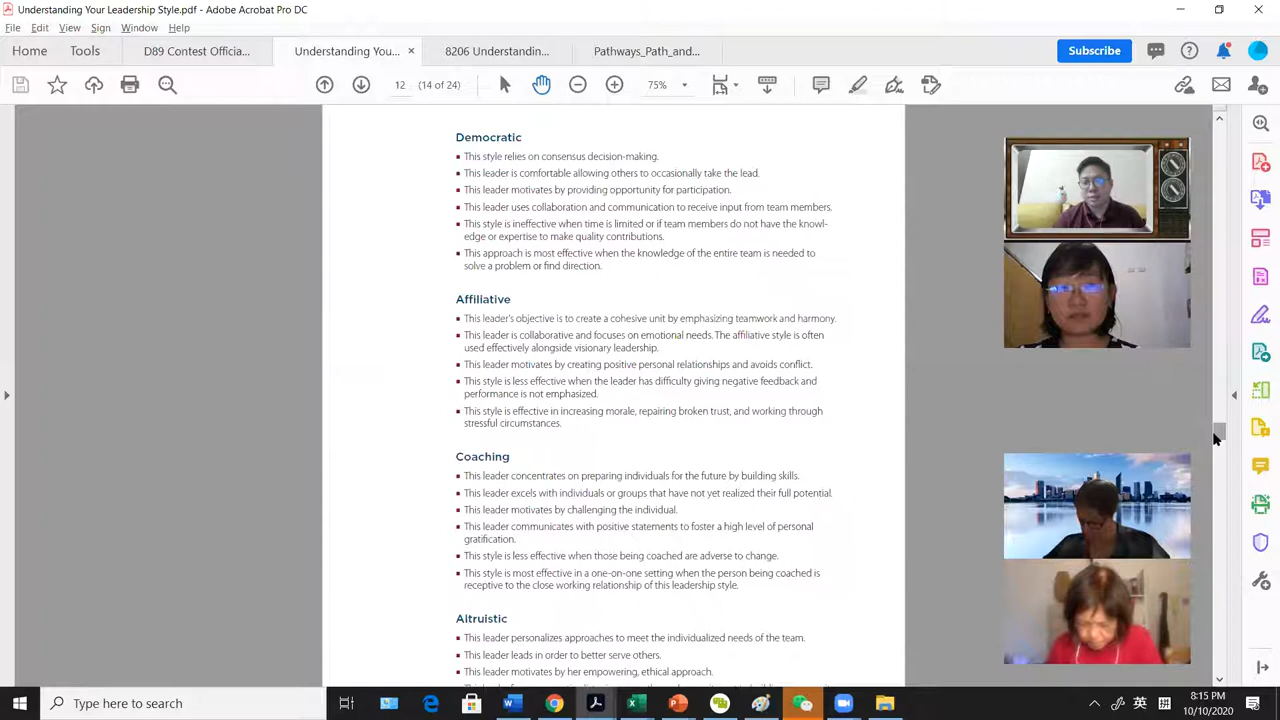 Understanding Your Leadership Style.pdf - Adobe Acrobat Pro DC
File Edit View Sign Window Help
Home Tools D89 Contest Officia... Understanding You... × 8206 Understandin... Pathways_Path_and... Subscribe
12 (14 of 24) 75%
Democratic
▪ This style relies on consensus decision-making.
▪ This leader is comfortable allowing others to occasionally take the lead.
▪ This leader motivates by providing opportunity for participation.
▪ This leader uses collaboration and communication to receive input from team members.
▪ This style is ineffective when time is limited or if team members do not have the knowl-
edge or expertise to make quality contributions.
▪ This approach is most effective when the knowledge of the entire team is needed to
solve a problem or find direction.
Affiliative
▪ This leader's objective is to create a cohesive unit by emphasizing teamwork and harmony.
▪ This leader is collaborative and focuses on emotional needs. The affiliative style is often
used effectively alongside visionary leadership.
▪ This leader motivates by creating positive personal relationships and avoids conflict.
▪ This style is less effective when the leader has difficulty giving negative feedback and
performance is not emphasized.
▪ This style is effective in increasing morale, repairing broken trust, and working through
stressful circumstances.
Coaching
▪ This leader concentrates on preparing individuals for the future by building skills.
▪ This leader excels with individuals or groups that have not yet realized their full potential.
▪ This leader motivates by challenging the individual.
▪ This leader communicates with positive statements to foster a high level of personal
gratification.
▪ This style is less effective when those being coached are adverse to change.
▪ This style is most effective in a one-on-one setting when the person being coached is
receptive to the close working relationship of this leadership style.
Altruistic
▪ This leader personalizes approaches to meet the individualized needs of the team.
▪ This leader leads in order to better serve others.
▪ This leader motivates by her empowering, ethical approach.
Type here to search
英 拼 8:15 PM
10/10/2020